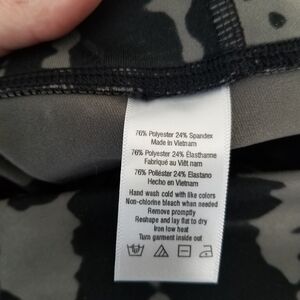 76% Polyester 24% Spandex
Made in Vietnam
76% Polyester 24% Élasthanne
Fabriqué au Viêt nam
76% Poliéster 24% Elastano
Hecho en Vietnam
Hand wash cold with like colors
Non-chlorine bleach when needed
Remove promptly
Reshape and lay flat to dry
Iron low heat
Turn garment inside out